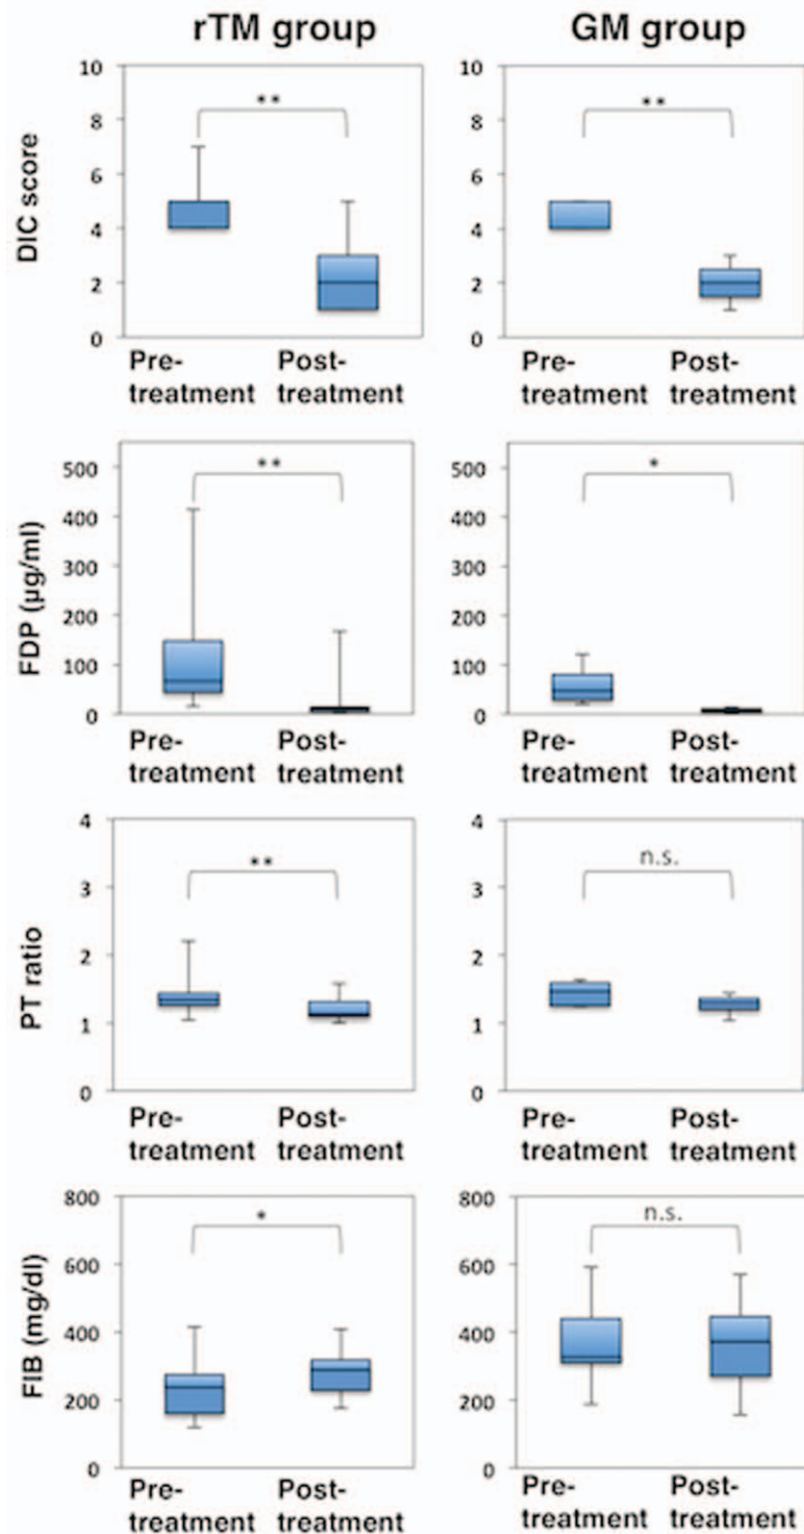 rTM group GM group
DIC score
10
8
6
4
2
0
**
Pre-
treatment
Post-
treatment
10
8
6
4
2
0
**
Pre-
treatment
Post-
treatment
FDP (µg/ml)
500
400
300
200
100
0
**
Pre-
treatment
Post-
treatment
500
400
300
200
100
0
*
Pre-
treatment
Post-
treatment
PT ratio
4
3
2
1
0
**
Pre-
treatment
Post-
treatment
4
3
2
1
0
n.s.
Pre-
treatment
Post-
treatment
FIB (mg/dl)
800
600
400
200
0
*
Pre-
treatment
Post-
treatment
800
600
400
200
0
n.s.
Pre-
treatment
Post-
treatment